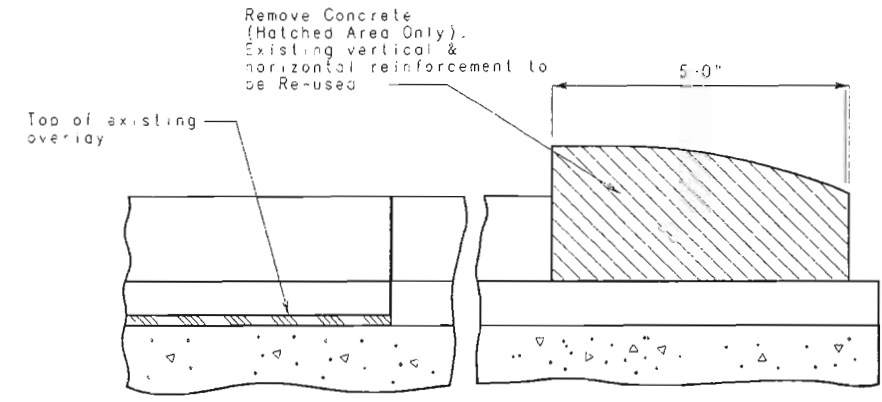 Remove Concrete
(Hatched Area Only).
Existing vertical &
horizontal reinforcement to
be Re-used
5'-0"
Top of existing
overlay